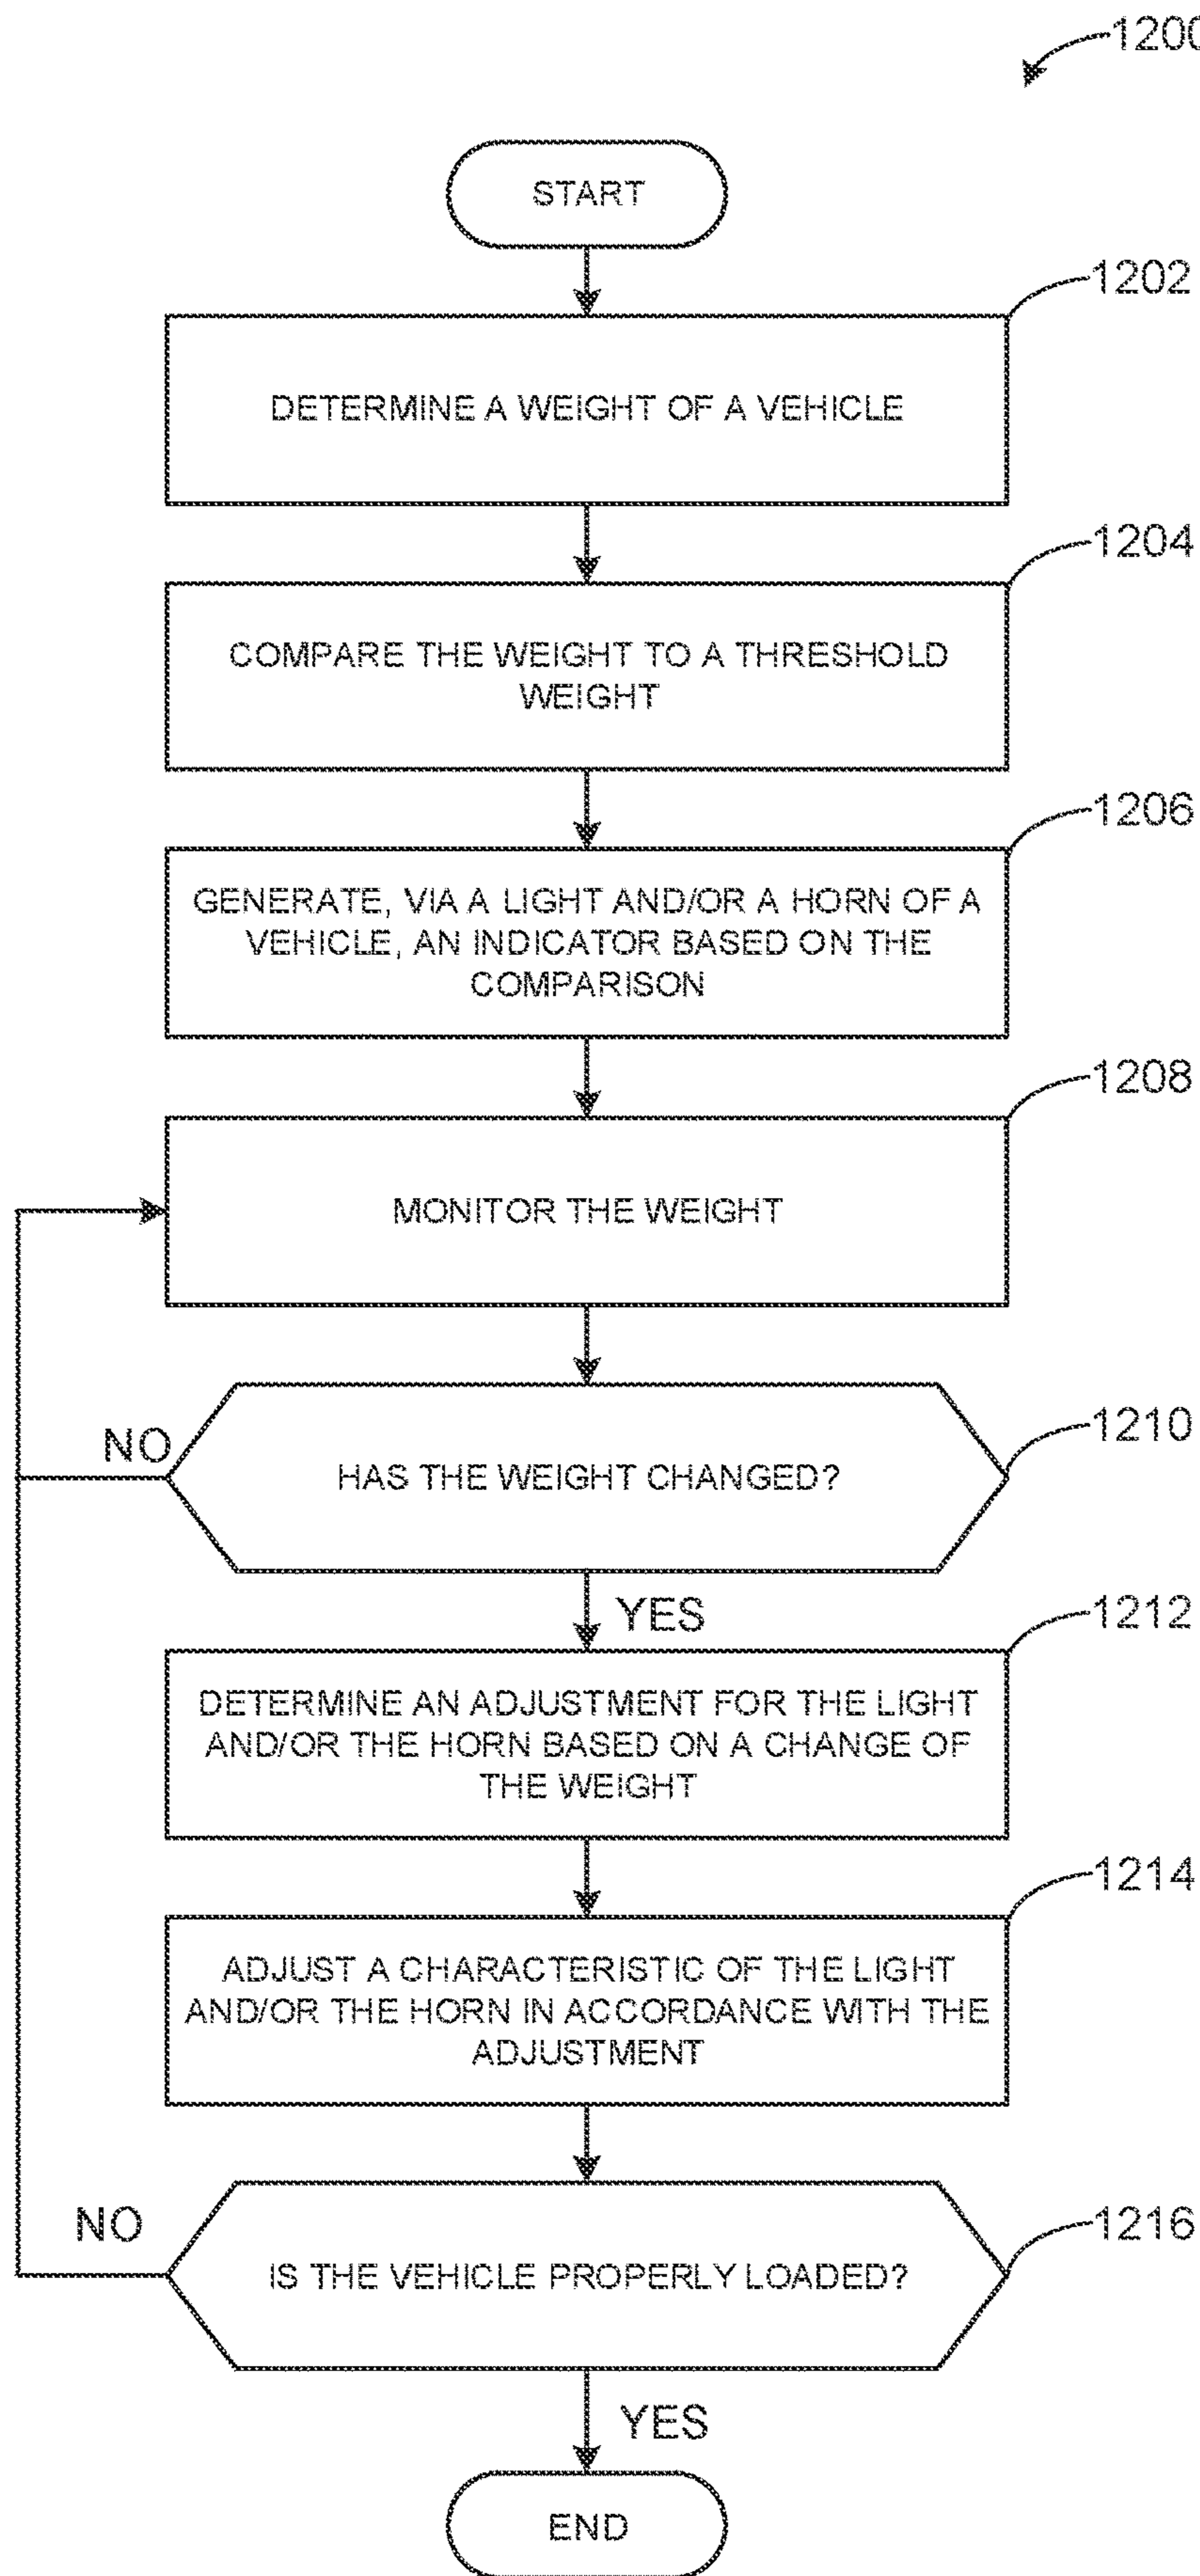 1200
START
1202
DETERMINE A WEIGHT OF A VEHICLE
1204
COMPARE THE WEIGHT TO A THRESHOLD
WEIGHT
1206
GENERATE, VIA A LIGHT AND/OR A HORN OF A
VEHICLE, AN INDICATOR BASED ON THE
COMPARISON
1208
MONITOR THE WEIGHT
1210
NO
HAS THE WEIGHT CHANGED?
YES
1212
DETERMINE AN ADJUSTMENT FOR THE LIGHT
AND/OR THE HORN BASED ON A CHANGE OF
THE WEIGHT
1214
ADJUST A CHARACTERISTIC OF THE LIGHT
AND/OR THE HORN IN ACCORDANCE WITH THE
ADJUSTMENT
1216
NO
IS THE VEHICLE PROPERLY LOADED?
YES
END